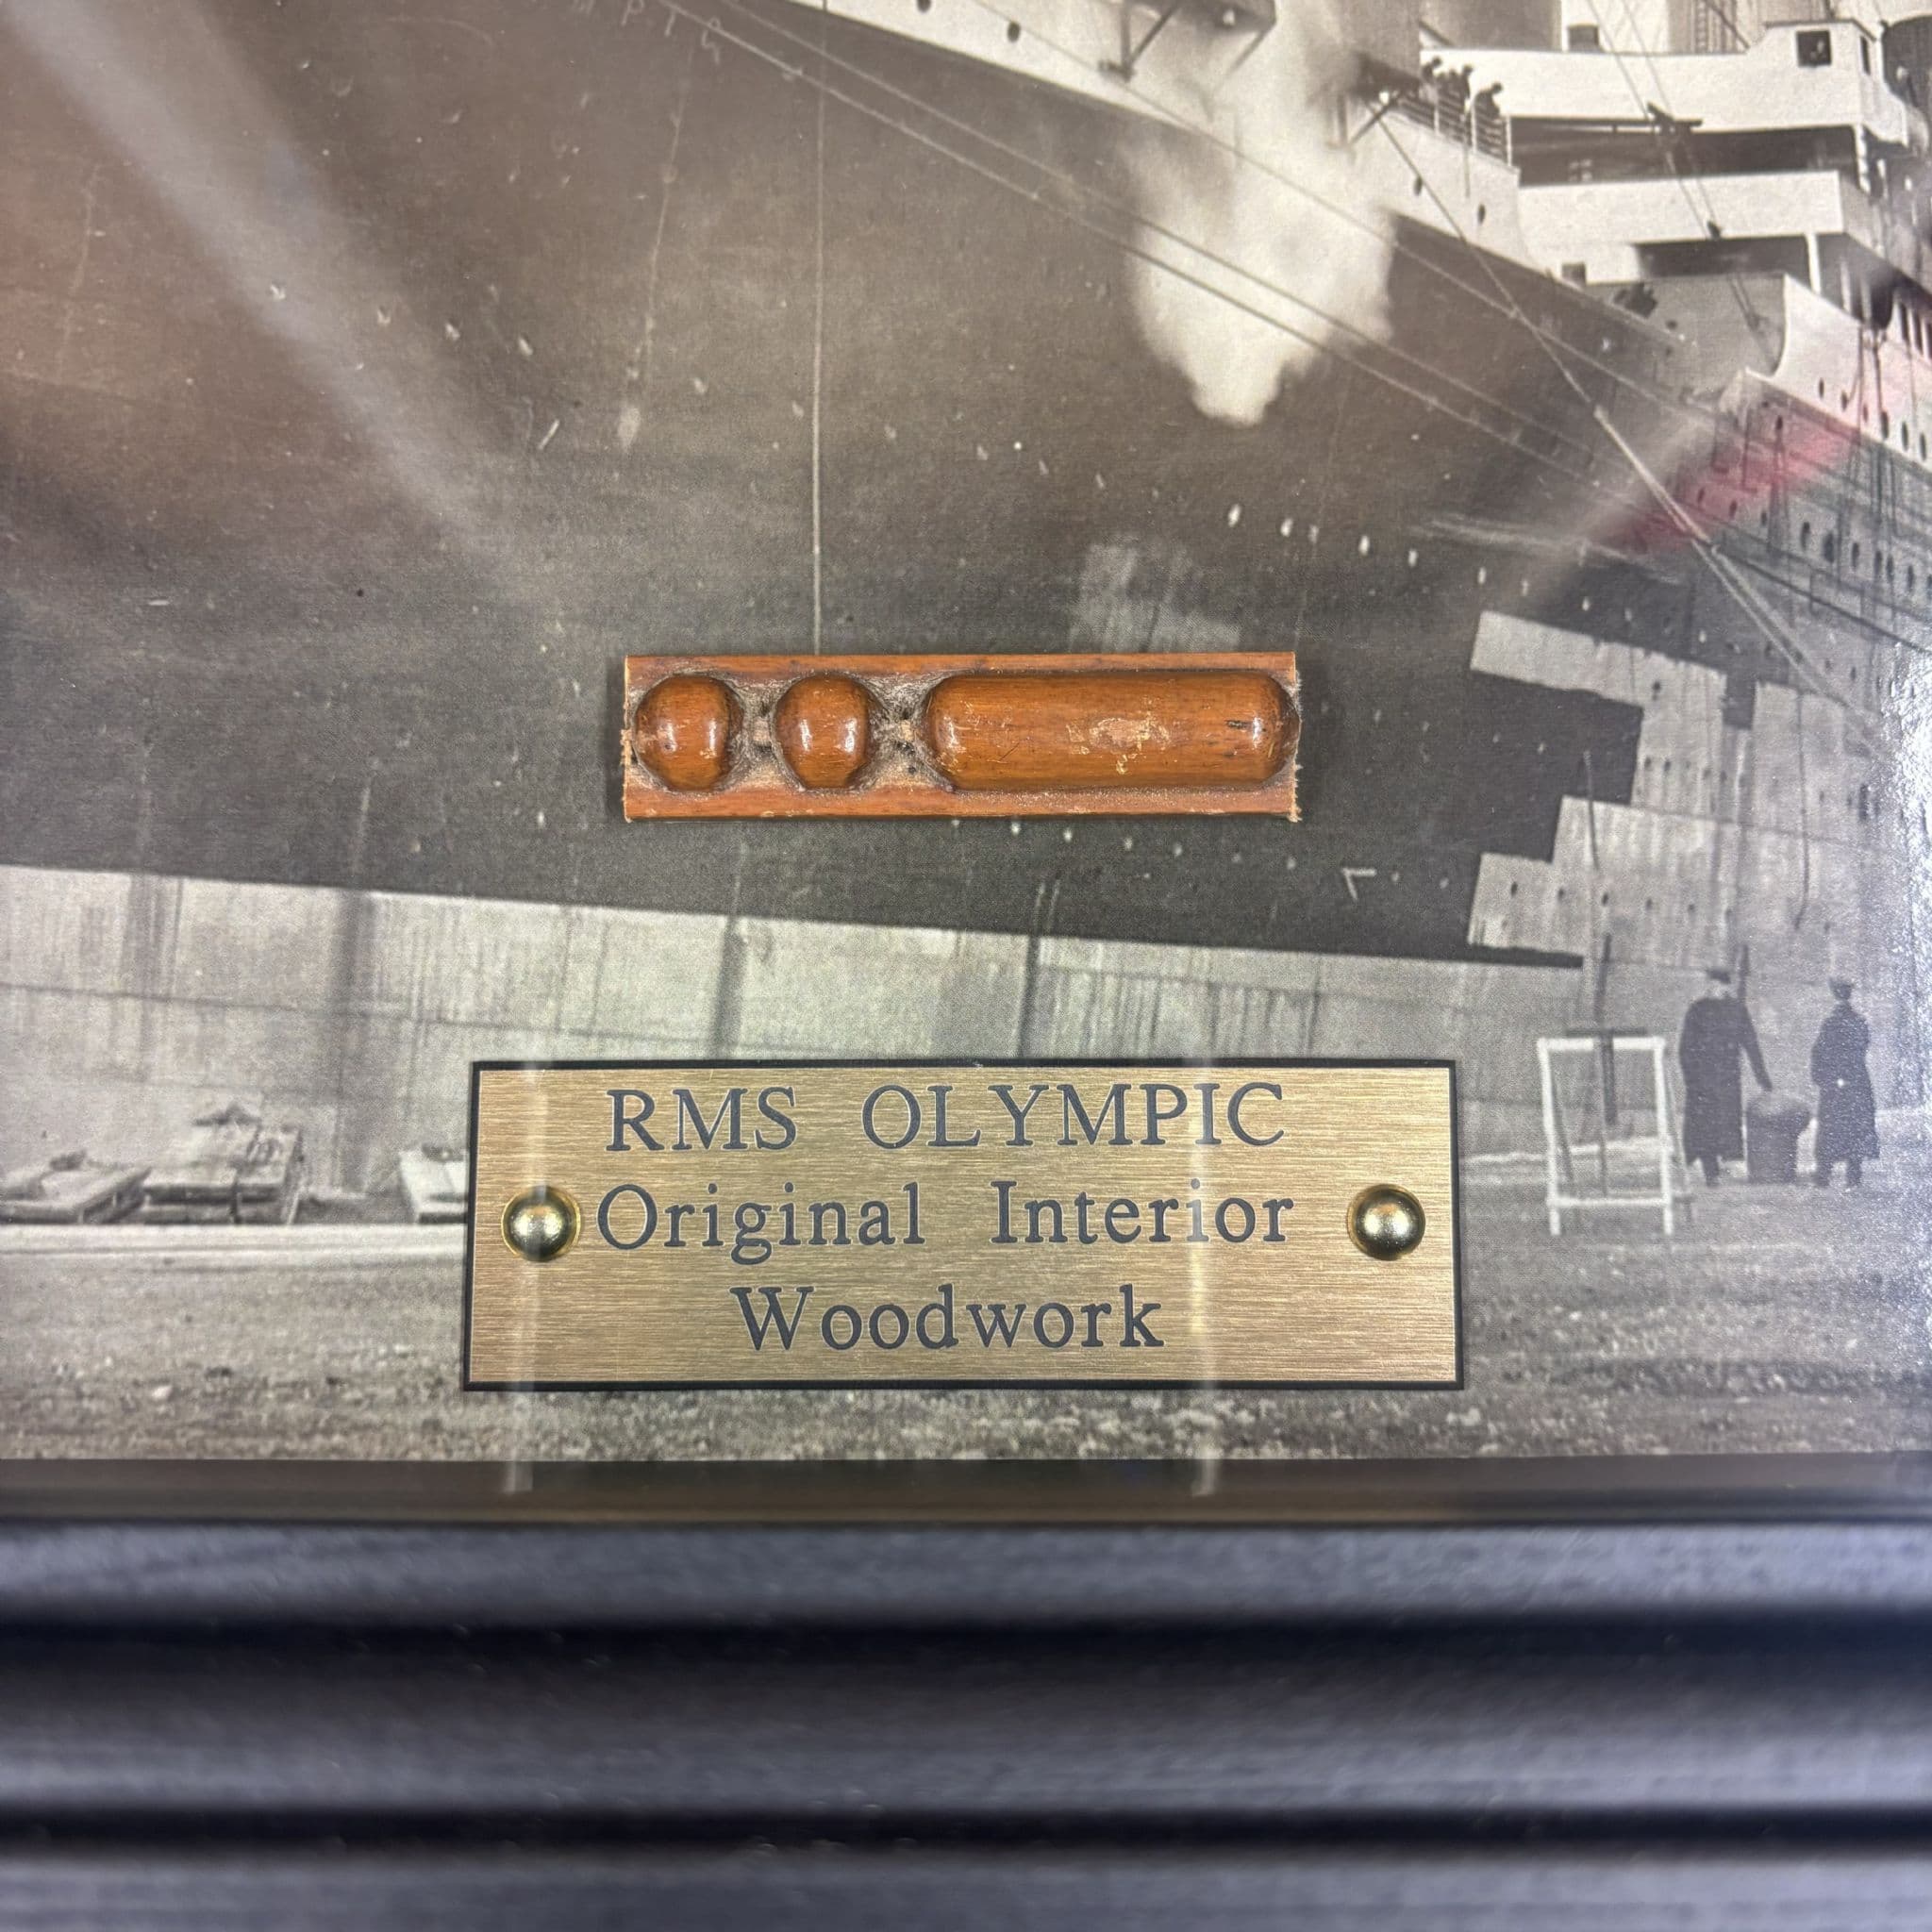 RMS OLYMPIC
Original Interior
Woodwork